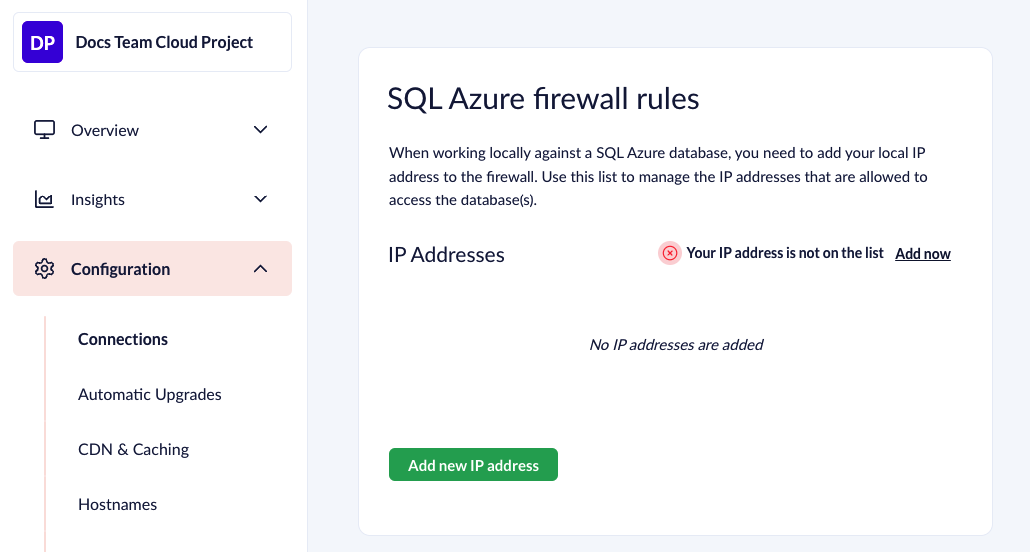 DP
Docs Team Cloud Project
Overview
Insights
Configuration
Connections
Automatic Upgrades
CDN & Caching
Hostnames
SQL Azure firewall rules
When working locally against a SQL Azure database, you need to add your local IP
address to the firewall. Use this list to manage the IP addresses that are allowed to
access the database(s).
IP Addresses
Your IP address is not on the list Add now
No IP addresses are added
Add new IP address